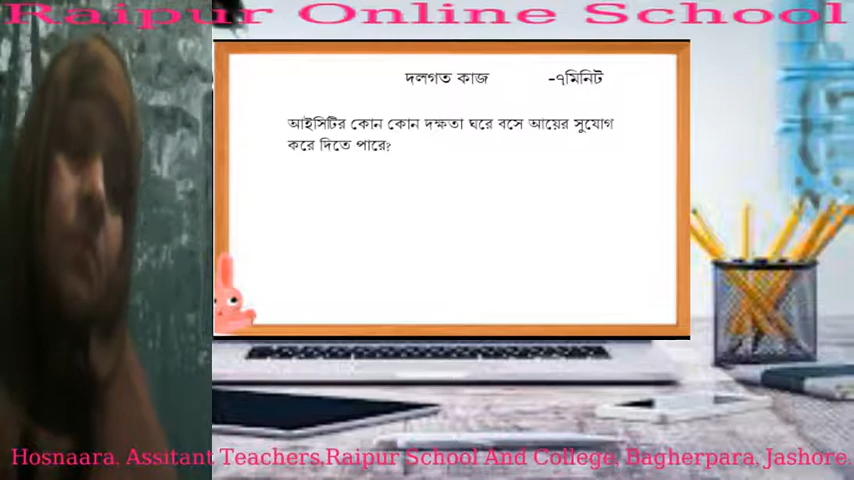 Raipur Online School
দলগত কাজ -৭মিনিট
আইসিটির কোন কোন দক্ষতা ঘরে বসে আয়ের সুযোগ
করে দিতে পারে?
Hosnaara, Assitant Teachers,Raipur School And College, Bagherpara, Jashore.